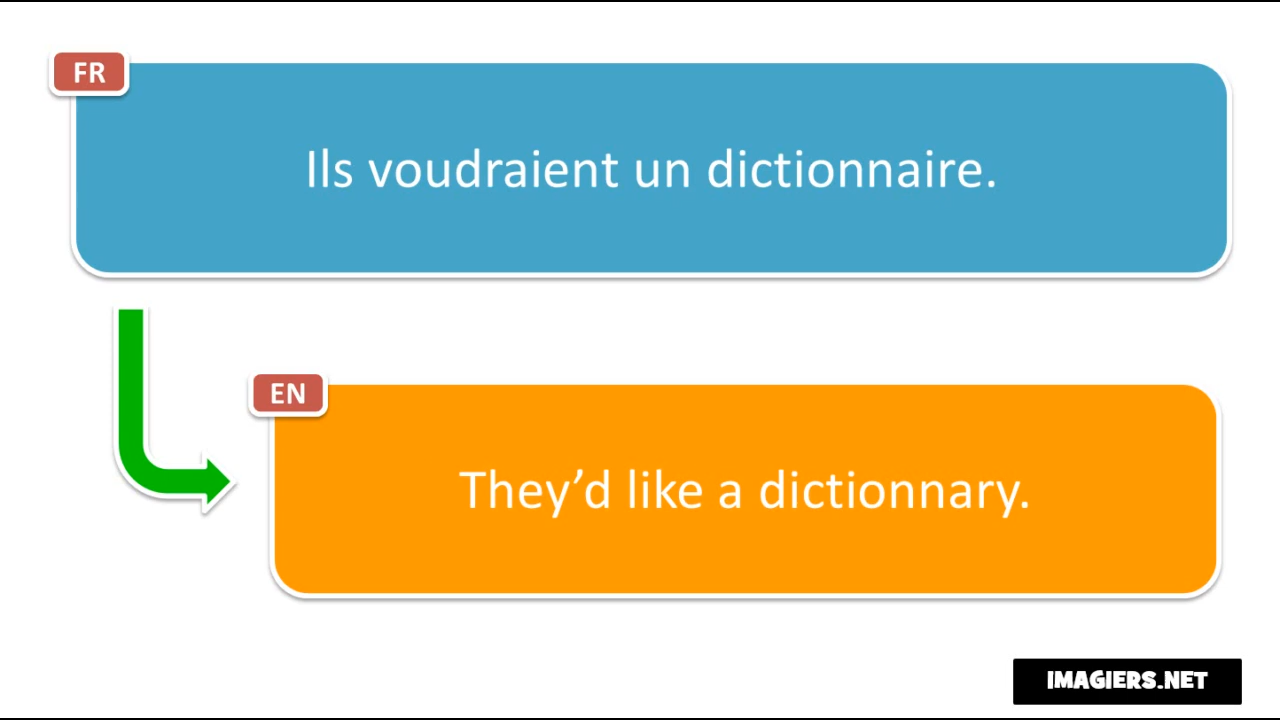 FR
Ils voudraient un dictionnaire.
EN
They’d like a dictionnary.
IMAGIERS.NET